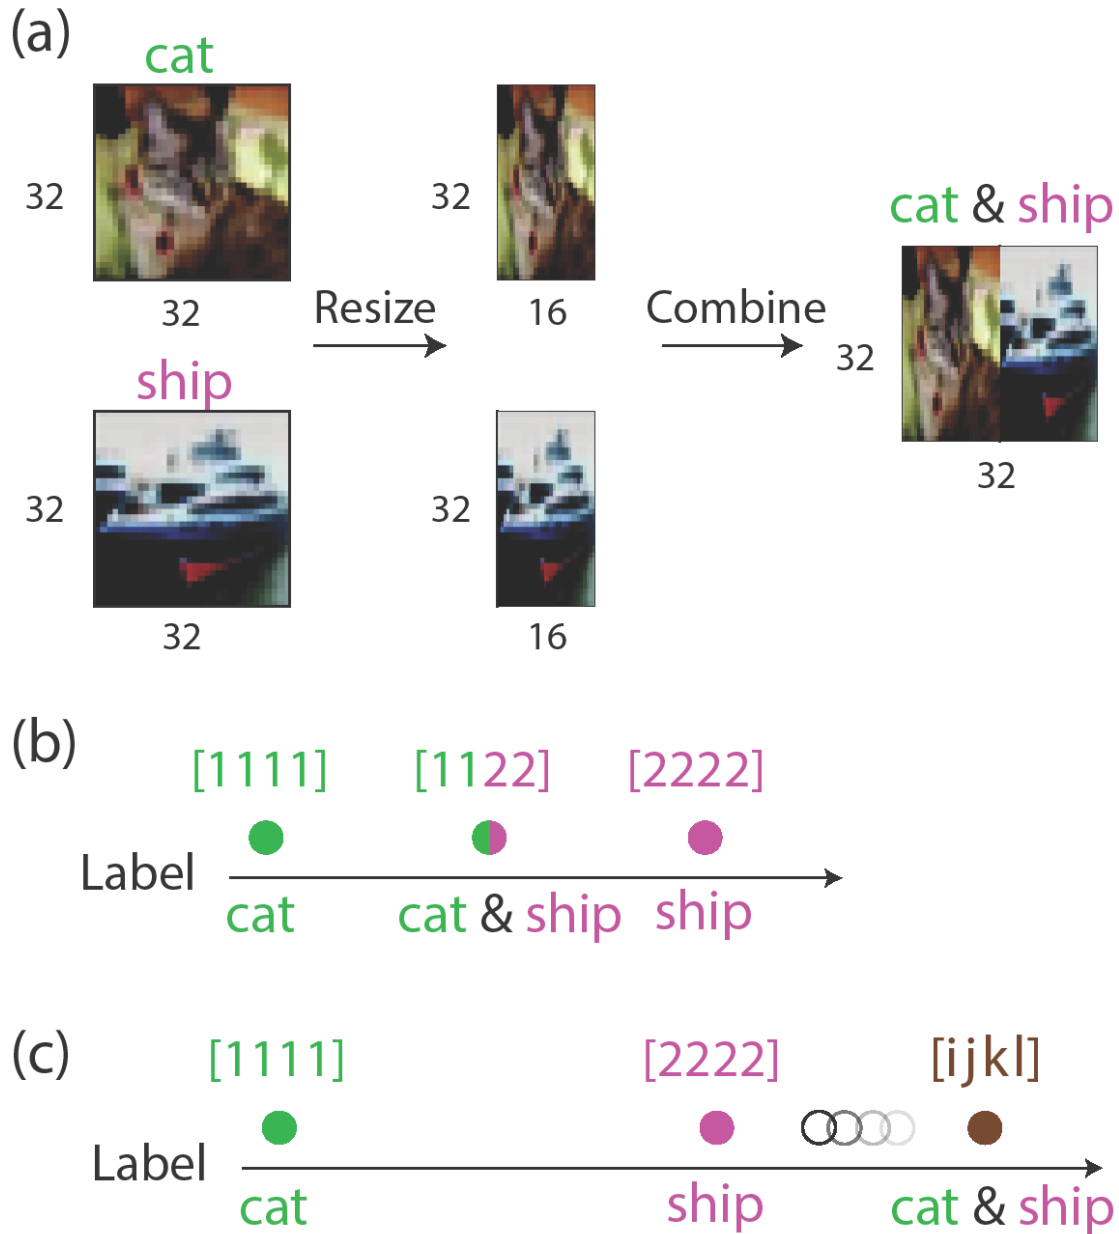 (a)
cat
32
32
ship
32
32
Resize
32
16
32
16
Combine
cat & ship
32
32
(b)
[1111] [1122] [2222]
Label
cat cat & ship ship
(c)
[1111] [2222] [ijkl]
Label
cat ship cat & ship